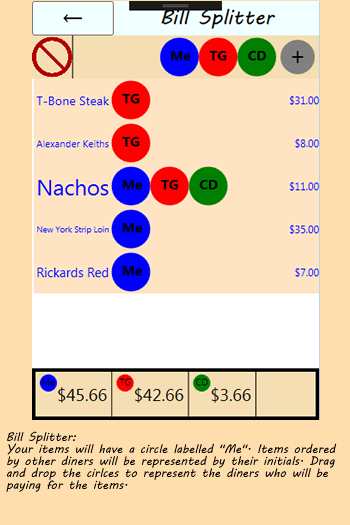 ←
Bill Splitter
Me TG CD +
T-Bone Steak TG $31.00
Alexander Keiths TG $8.00
Nachos Me TG CD $11.00
New York Strip Loin Me $35.00
Rickards Red Me $7.00
Me $45.66 TG $42.66 CD $3.66
Bill Splitter:
Your items will have a circle labelled "Me". Items ordered
by other diners will be represented by their initials. Drag
and drop the cirlces to represent the diners who will be
paying for the items.